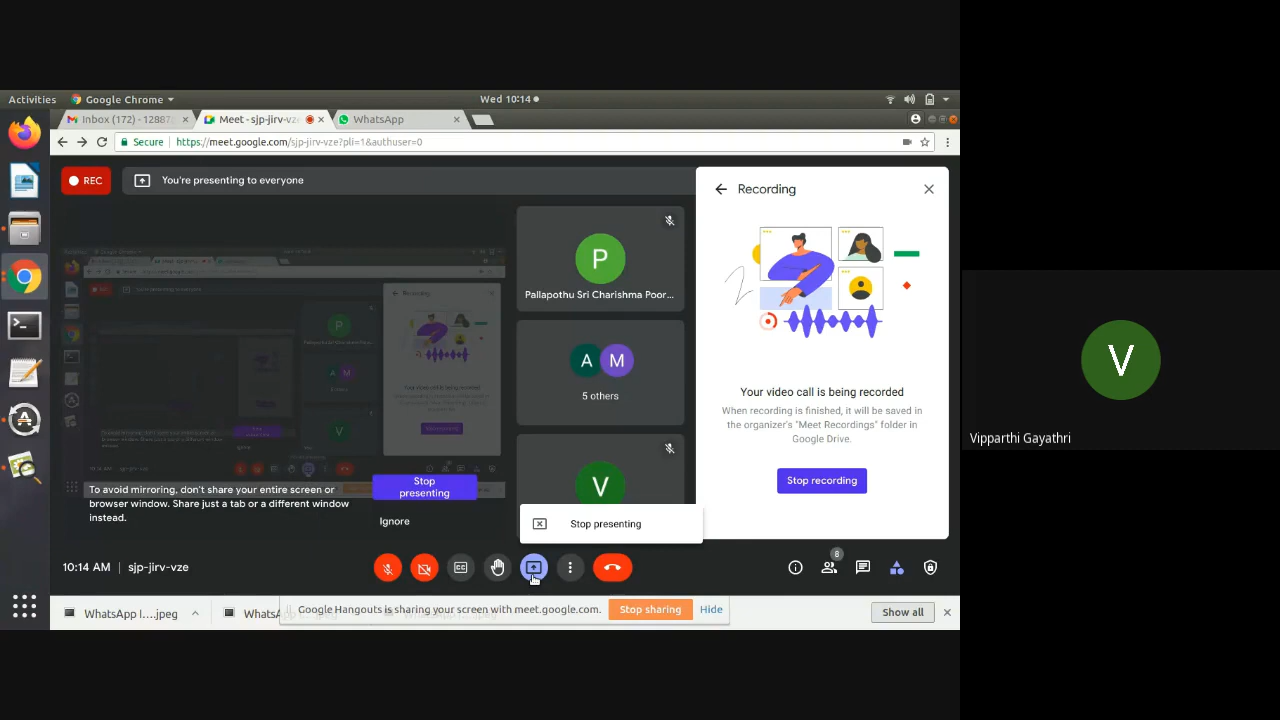 Activities
Google Chrome
Wed 10:14
Inbox (172) - 12887
Meet - sjp-jirv-vze
WhatsApp
Secure
https://meet.google.com/sjp-jirv-vze?pli=1&authuser=0
REC
You're presenting to everyone
Recording
P
Pallapothu Sri Charishma Poor...
A M
5 others
V
Your video call is being recorded
When recording is finished, it will be saved in
the organizer's "Meet Recordings" folder in
Google Drive.
Stop recording
To avoid mirroring, don't share your entire screen or
browser window. Share just a tab or a different window
instead.
Stop
presenting
Ignore
Stop presenting
10:14 AM
sjp-jirv-vze
8
WhatsApp I....jpeg
Google Hangouts is sharing your screen with meet.google.com.
Stop sharing
Hide
Show all
V
Vipparthi Gayathri